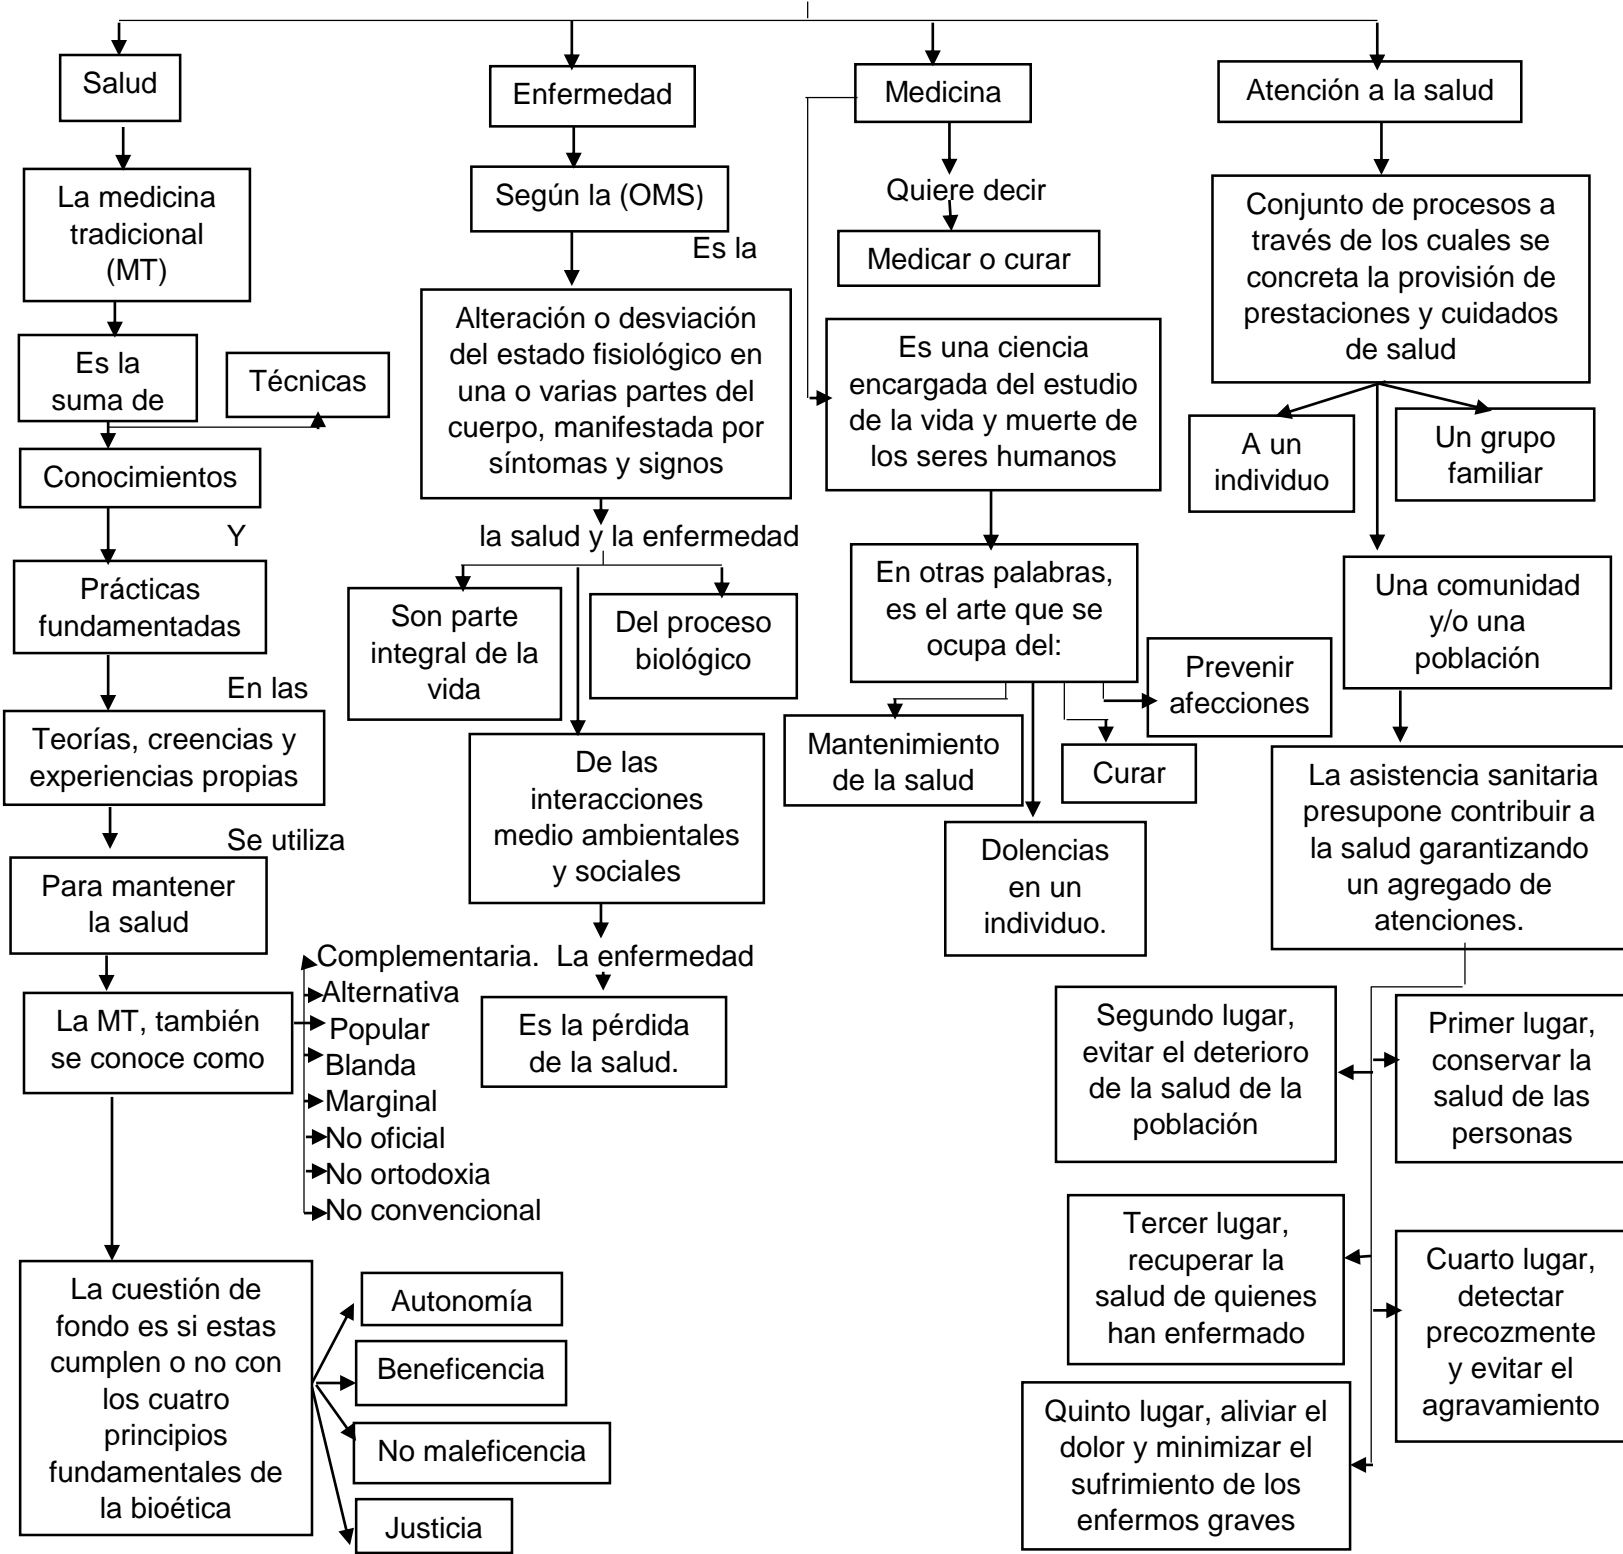 Salud
La medicina
tradicional
(MT)
Es la
suma de
Técnicas
Conocimientos
Y
Prácticas
fundamentadas
En las
Teorías, creencias y
experiencias propias
Se utiliza
Para mantener
la salud
La MT, también
se conoce como
Complementaria.
Alternativa
Popular
Blanda
Marginal
No oficial
No ortodoxia
No convencional
La cuestión de
fondo es si estas
cumplen o no con
los cuatro
principios
fundamentales de
la bioética
Autonomía
Beneficencia
No maleficencia
Justicia
Enfermedad
Según la (OMS)
Es la
Alteración o desviación
del estado fisiológico en
una o varias partes del
cuerpo, manifestada por
síntomas y signos
la salud y la enfermedad
Son parte
integral de la
vida
Del proceso
biológico
De las
interacciones
medio ambientales
y sociales
La enfermedad
Es la pérdida
de la salud.
Medicina
Quiere decir
Medicar o curar
Es una ciencia
encargada del estudio
de la vida y muerte de
los seres humanos
En otras palabras,
es el arte que se
ocupa del:
Mantenimiento
de la salud
Dolencias
en un
individuo.
Curar
Prevenir
afecciones
Atención a la salud
Conjunto de procesos a
través de los cuales se
concreta la provisión de
prestaciones y cuidados
de salud
A un
individuo
Un grupo
familiar
Una comunidad
y/o una
población
La asistencia sanitaria
presupone contribuir a
la salud garantizando
un agregado de
atenciones.
Primer lugar,
conservar la
salud de las
personas
Segundo lugar,
evitar el deterioro
de la salud de la
población
Tercer lugar,
recuperar la
salud de quienes
han enfermado
Cuarto lugar,
detectar
precozmente
y evitar el
agravamiento
Quinto lugar, aliviar el
dolor y minimizar el
sufrimiento de los
enfermos graves